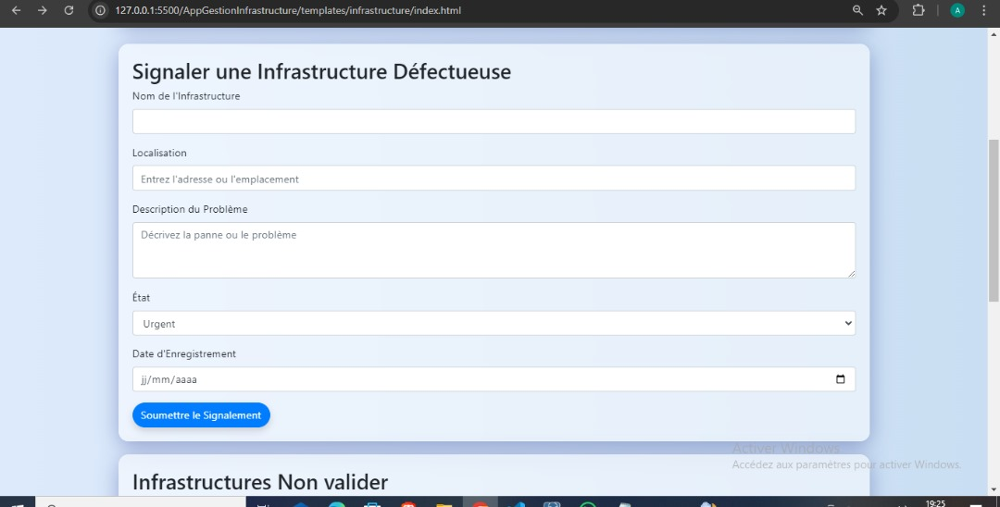 127.0.0.1:5500/AppGestionInfrastructure/templates/infrastructure/index.html
A
Signaler une Infrastructure Défectueuse
Nom de l'Infrastructure
Localisation
Entrez l'adresse ou l'emplacement
Description du Problème
Décrivez la panne ou le problème
État
Urgent
Date d'Enregistrement
jj/mm/aaaa
Soumettre le Signalement
Activer Windows
Accédez aux paramètres pour activer Windows.
Infrastructures Non valider
19:25